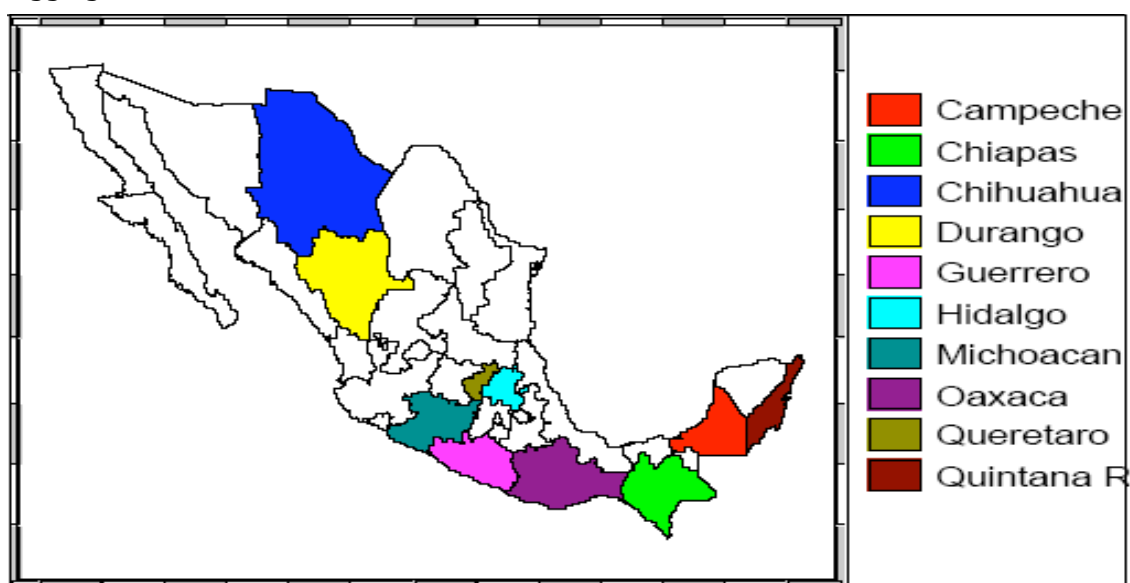 Campeche
Chiapas
Chihuahua
Durango
Guerrero
Hidalgo
Michoacan
Oaxaca
Queretaro
Quintana R